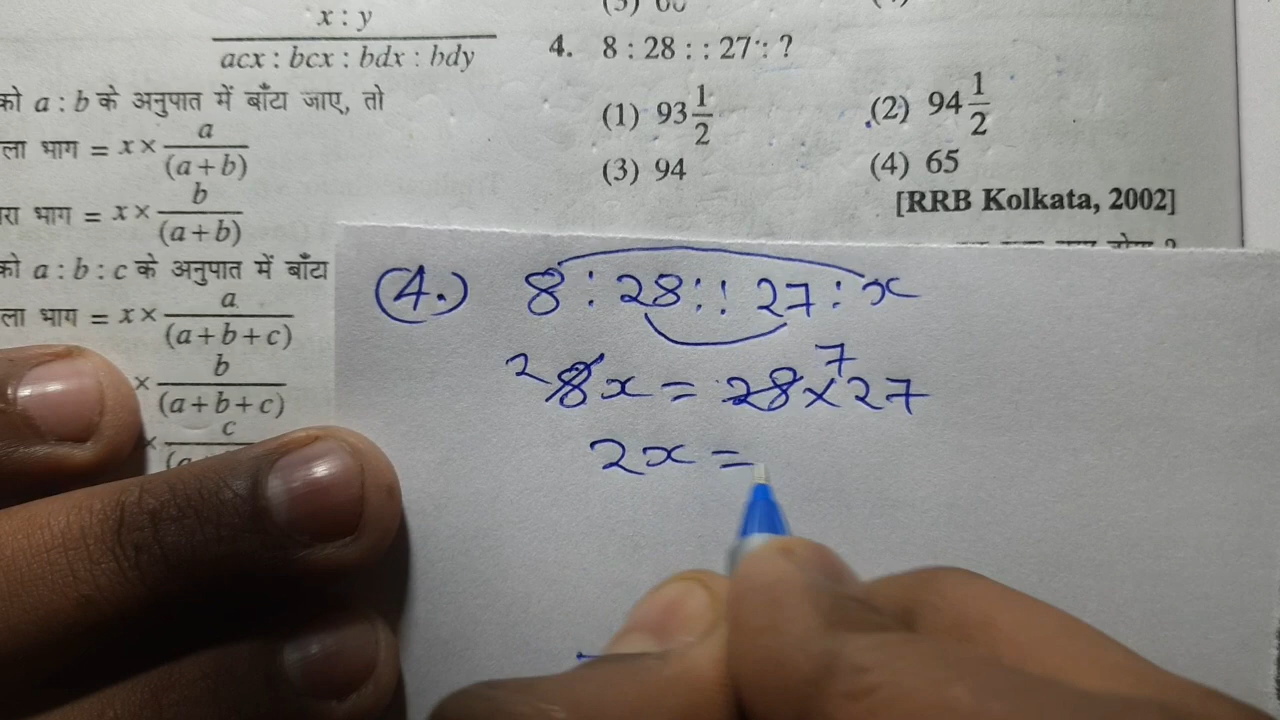 x : y
acx : bcx : bdx : bdy
को a : b के अनुपात में बाँटा जाए, तो
ला भाग = x × a/(a+b)
रा भाग = x × b/(a+b)
को a : b : c के अनुपात में बाँटा
ला भाग = x × a/(a+b+c)
× b/(a+b+c)
× c
4. 8 : 28 : : 27 : ?
(1) 93 1/2 (2) 94 1/2
(3) 94 (4) 65
[RRB Kolkata, 2002]
(4.) 8 : 28 :: 27 : x
2 8x = 28 × 27 7
2x =